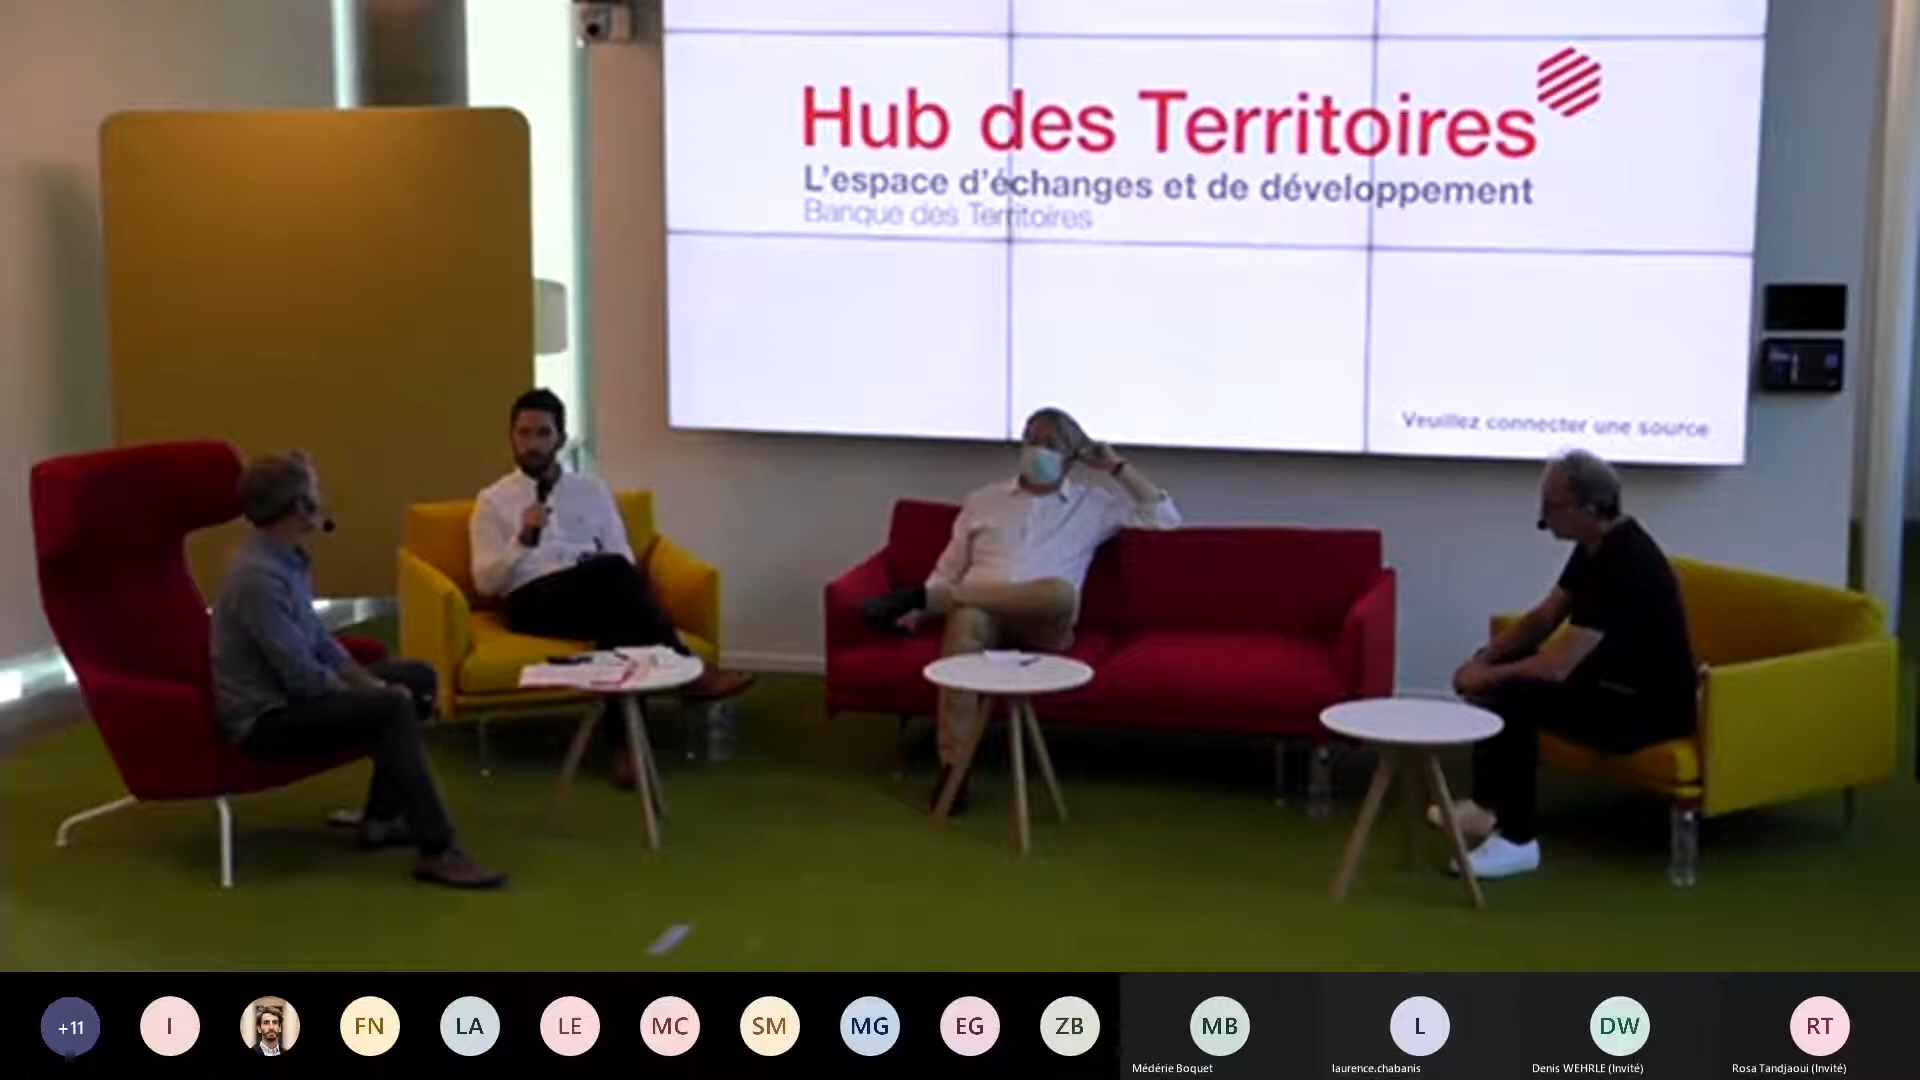 Hub des Territoires
L'espace d'échanges et de développement
Banque des Territoires
Veuillez connecter une source
+11
I
FN
LA
LE
MC
SM
MG
EG
ZB
MB
L
DW
RT
Médérie Boquet
laurence.chabanis
Denis WEHRLE (Invité)
Rosa Tandjaoui (Invité)